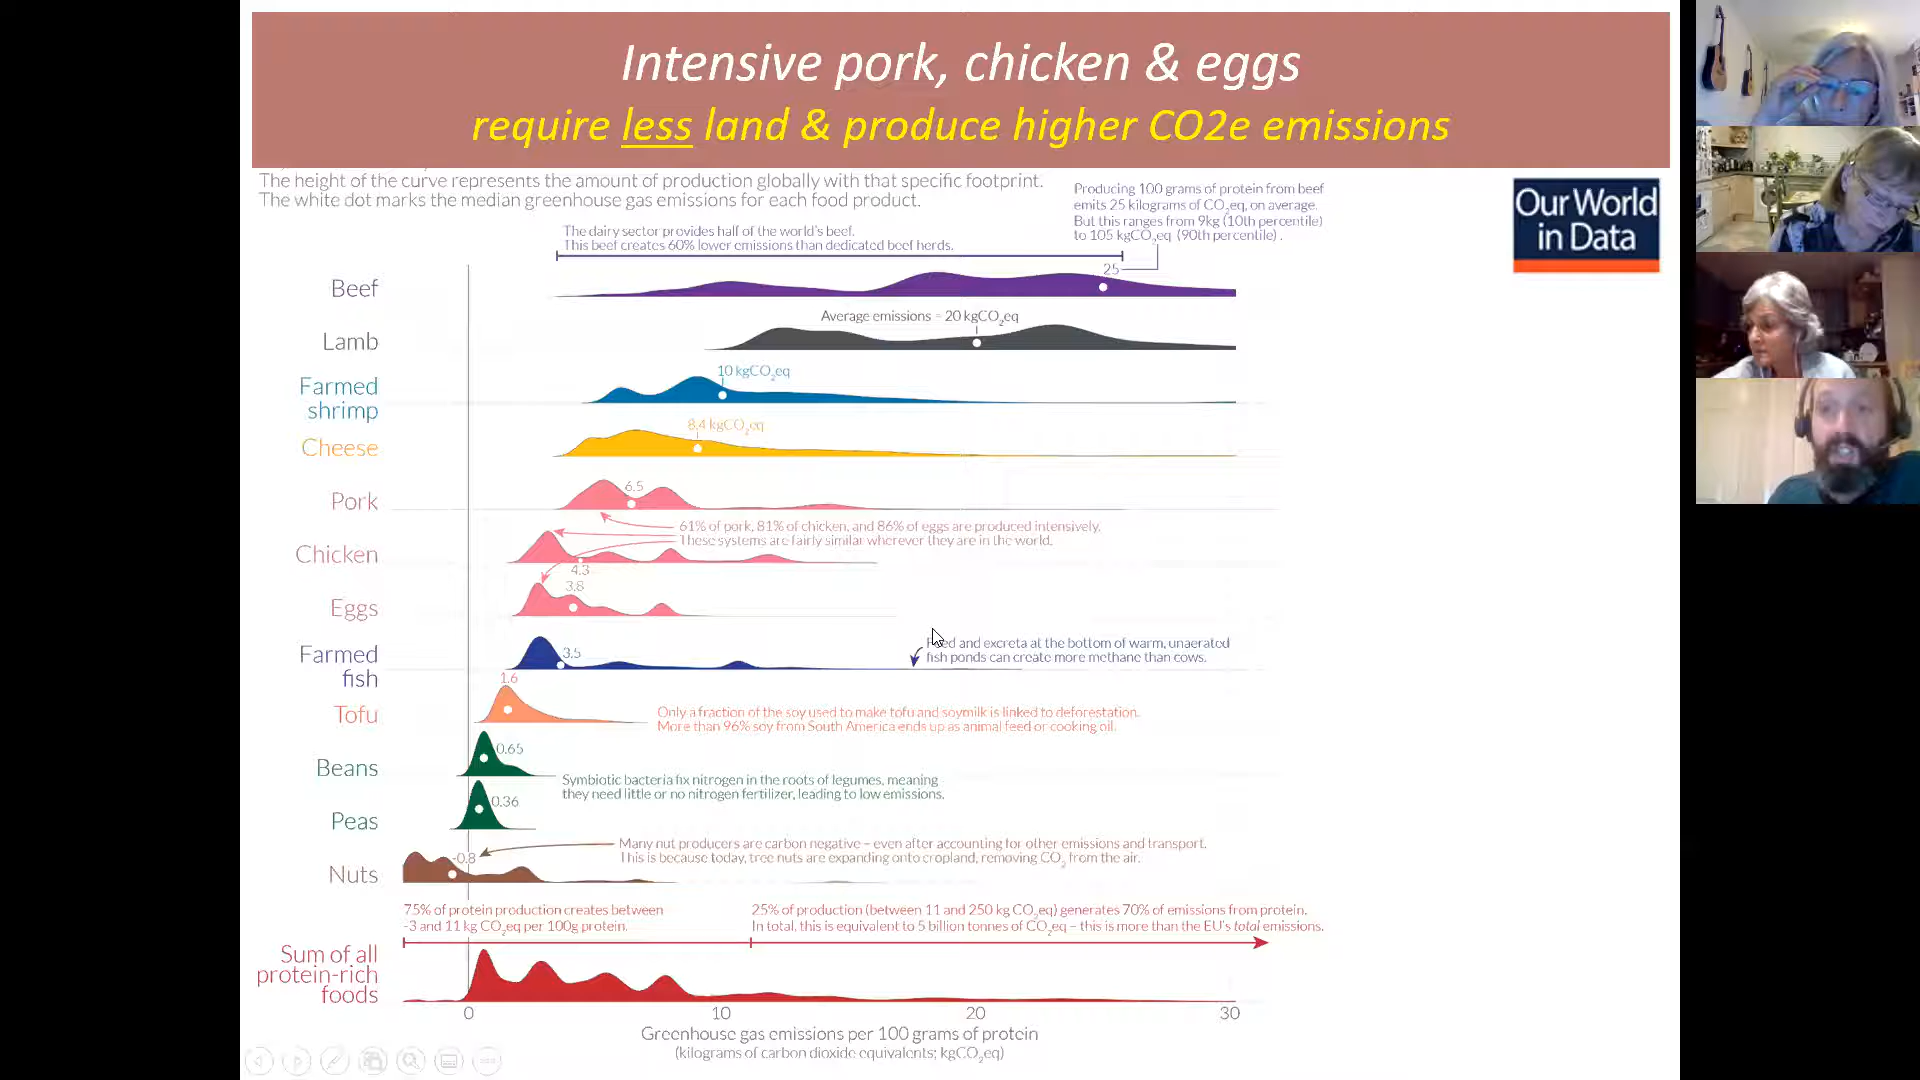 Intensive pork, chicken & eggs
require less land & produce higher CO2e emissions
The height of the curve represents the amount of production globally with that specific footprint.
The white dot marks the median greenhouse gas emissions for each food product.
Producing 100 grams of protein from beef
emits 25 kilograms of CO2eq, on average.
But this ranges from 9kg (10th percentile)
to 105 kgCO2eq (90th percentile) .
Our World
in Data
The dairy sector provides half of the world's beef.
This beef creates 60% lower emissions than dedicated beef herds.
25
Beef
Average emissions = 20 kgCO2eq
Lamb
10 kgCO2eq
Farmed
shrimp
8.4 kgCO2eq
Cheese
6.5
Pork
61% of pork, 81% of chicken, and 86% of eggs are produced intensively.
These systems are fairly similar wherever they are in the world.
Chicken
4.3
3.8
Eggs
Feed and excreta at the bottom of warm, unaerated
fish ponds can create more methane than cows.
Farmed
fish
3.5
1.6
Tofu
Only a fraction of the soy used to make tofu and soymilk is linked to deforestation.
More than 96% soy from South America ends up as animal feed or cooking oil.
0.65
Beans
Symbiotic bacteria fix nitrogen in the roots of legumes, meaning
they need little or no nitrogen fertilizer, leading to low emissions.
0.36
Peas
Many nut producers are carbon negative – even after accounting for other emissions and transport.
This is because today, tree nuts are expanding onto cropland, removing CO2 from the air.
-0.8
Nuts
75% of protein production creates between
-3 and 11 kg CO2eq per 100g protein.
25% of production (between 11 and 250 kg CO2eq) generates 70% of emissions from protein.
In total, this is equivalent to 5 billion tonnes of CO2eq – this is more than the EU's total emissions.
Sum of all
protein-rich
foods
0 10 20 30
Greenhouse gas emissions per 100 grams of protein
(kilograms of carbon dioxide equivalents; kgCO2eq)